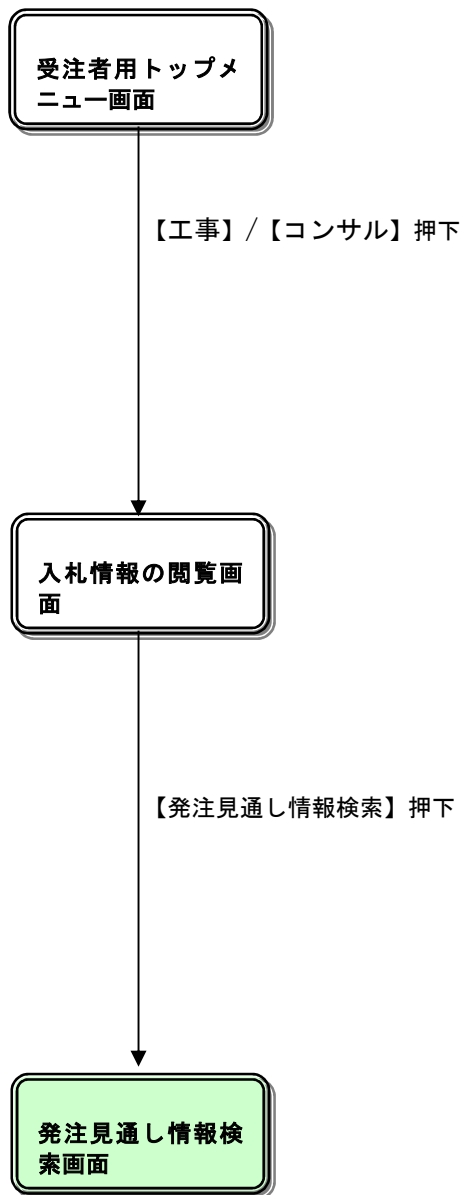 受注者用トップメ
ニュー画面
【工事】/【コンサル】押下
入札情報の閲覧画
面
【発注見通し情報検索】押下
発注見通し情報検
索画面